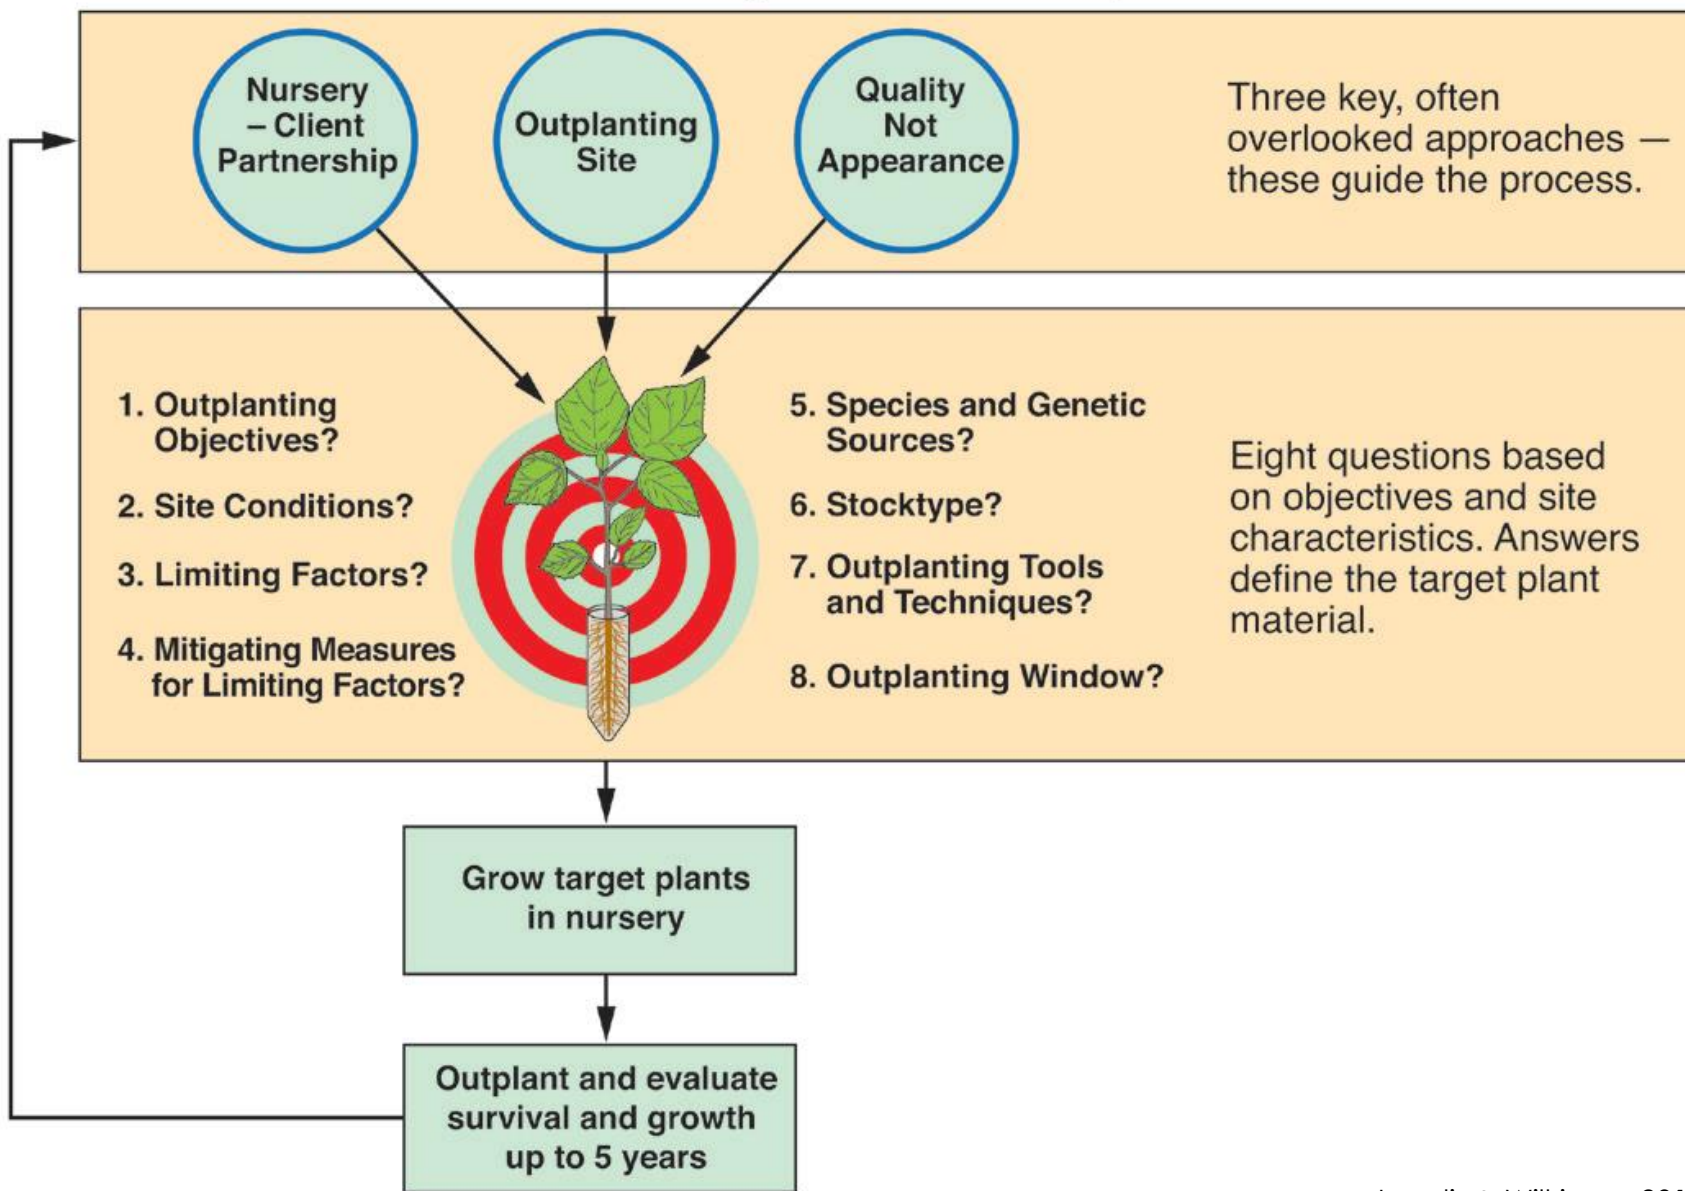 Nursery
– Client
Partnership
Outplanting
Site
Quality
Not
Appearance
Three key, often
overlooked approaches —
these guide the process.
1. Outplanting
Objectives?
2. Site Conditions?
3. Limiting Factors?
4. Mitigating Measures
for Limiting Factors?
5. Species and Genetic
Sources?
6. Stocktype?
7. Outplanting Tools
and Techniques?
8. Outplanting Window?
Eight questions based
on objectives and site
characteristics. Answers
define the target plant
material.
Grow target plants
in nursery
Outplant and evaluate
survival and growth
up to 5 years